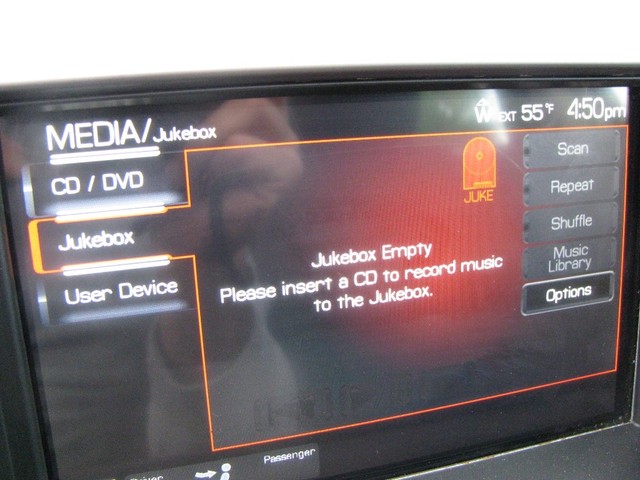 MEDIA/Jukebox
W EXT 55°F 4:50pm
CD / DVD
Jukebox
User Device
JUKE
Jukebox Empty
Please insert a CD to record music
to the Jukebox.
Scan
Repeat
Shuffle
Music
Library
Options
Driver
Passenger